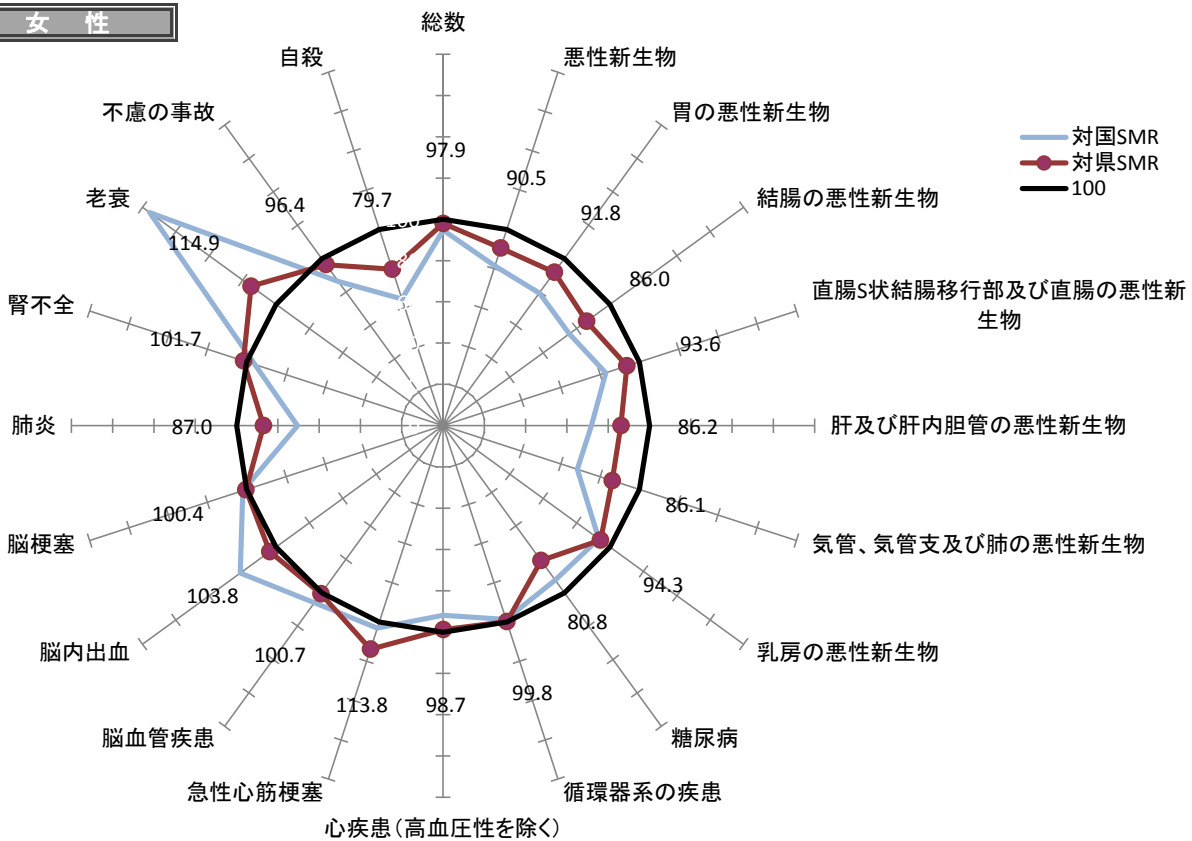 女 性
総数
悪性新生物
胃の悪性新生物
結腸の悪性新生物
直腸S状結腸移行部及び直腸の悪性新
生物
肝及び肝内胆管の悪性新生物
気管、気管支及び肺の悪性新生物
乳房の悪性新生物
糖尿病
循環器系の疾患
心疾患(高血圧性を除く)
急性心筋梗塞
脳血管疾患
脳内出血
脳梗塞
肺炎
腎不全
老衰
不慮の事故
自殺
97.9
90.5
91.8
86.0
93.6
86.2
86.1
94.3
80.8
99.8
98.7
113.8
100.7
103.8
100.4
87.0
101.7
114.9
96.4
79.7
対国SMR
対県SMR
100